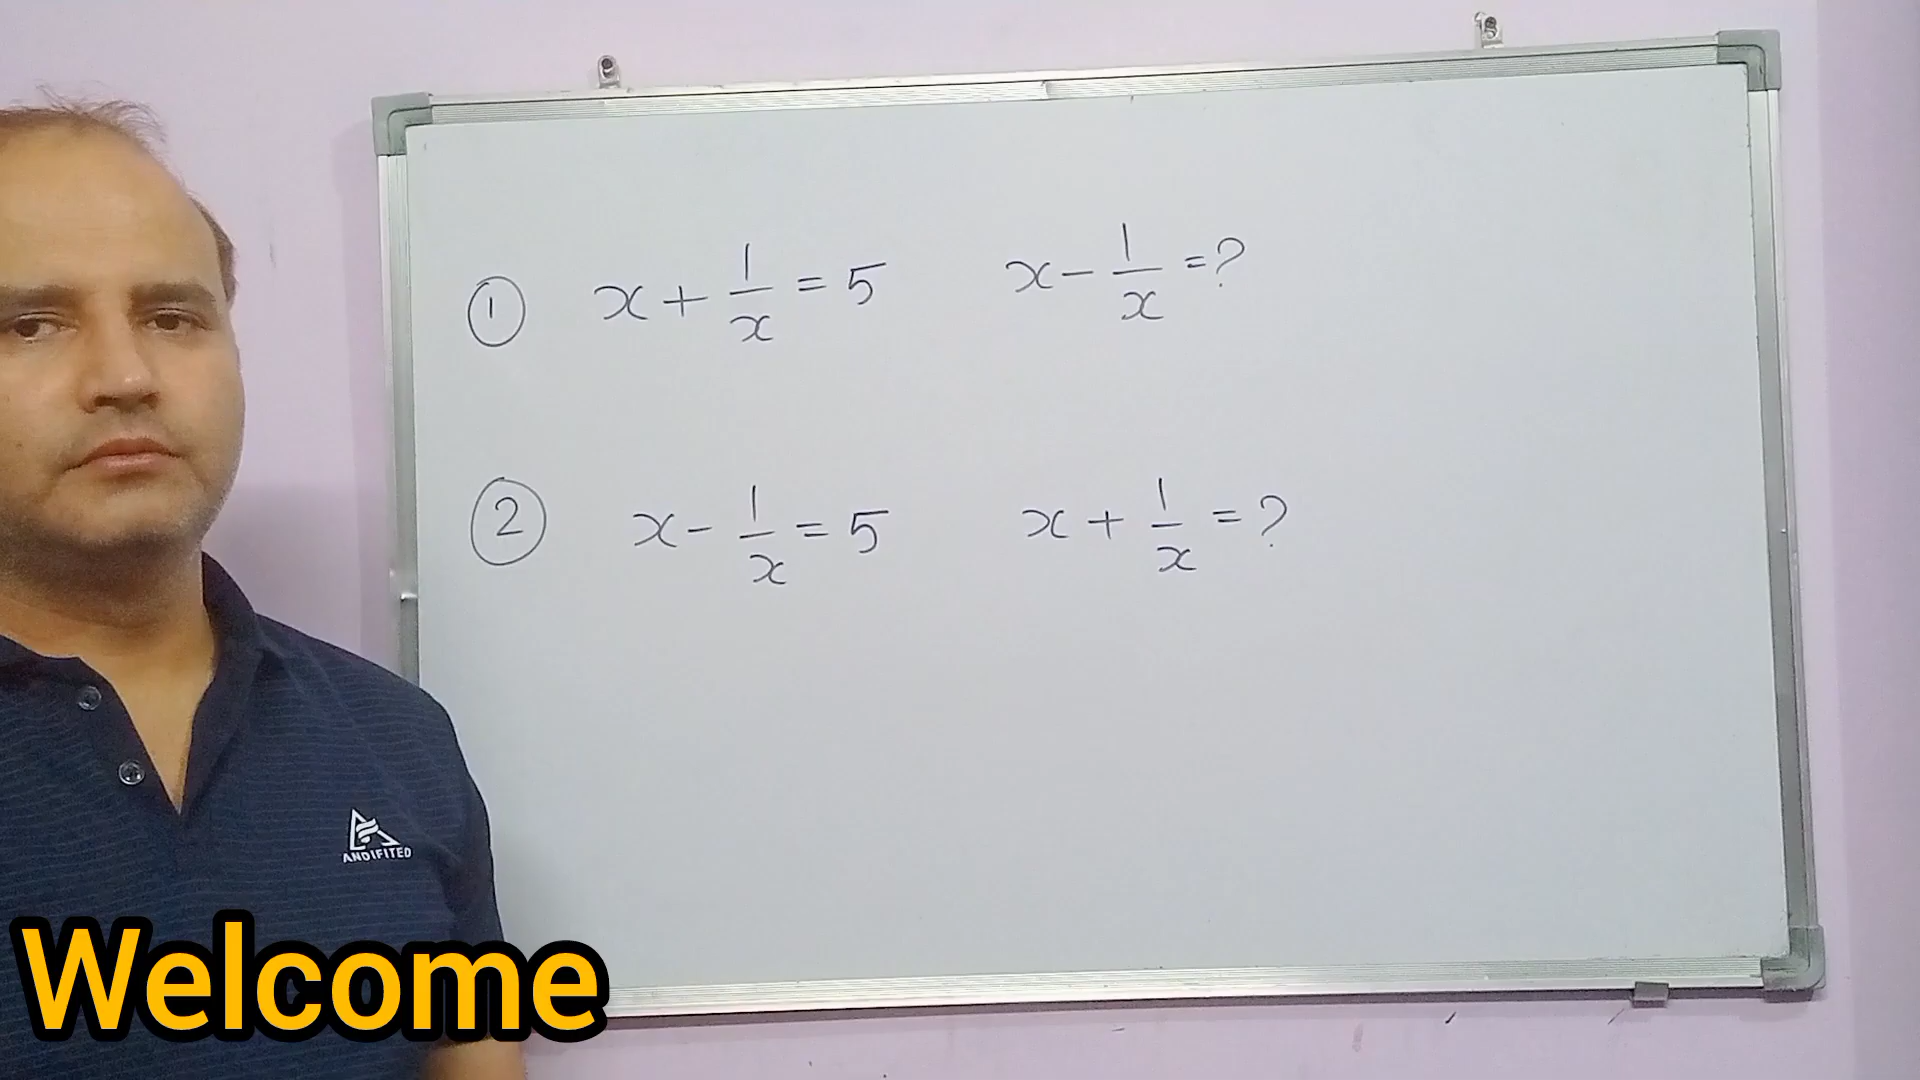 ① x + 1/x = 5 x - 1/x = ?
② x - 1/x = 5 x + 1/x = ?
ANDIFITED
Welcome